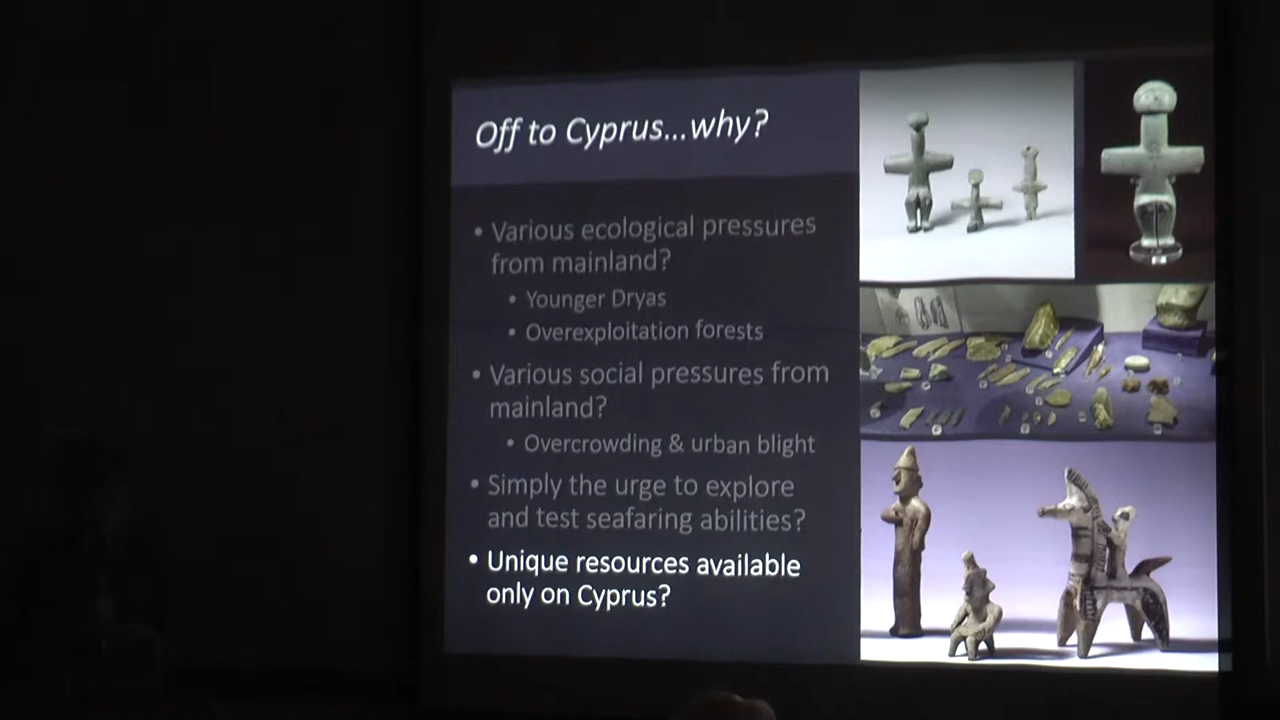 Off to Cyprus...why?
• Various ecological pressures
from mainland?
• Younger Dryas
• Overexploitation forests
• Various social pressures from
mainland?
• Overcrowding & urban blight
• Simply the urge to explore
and test seafaring abilities?
• Unique resources available
only on Cyprus?